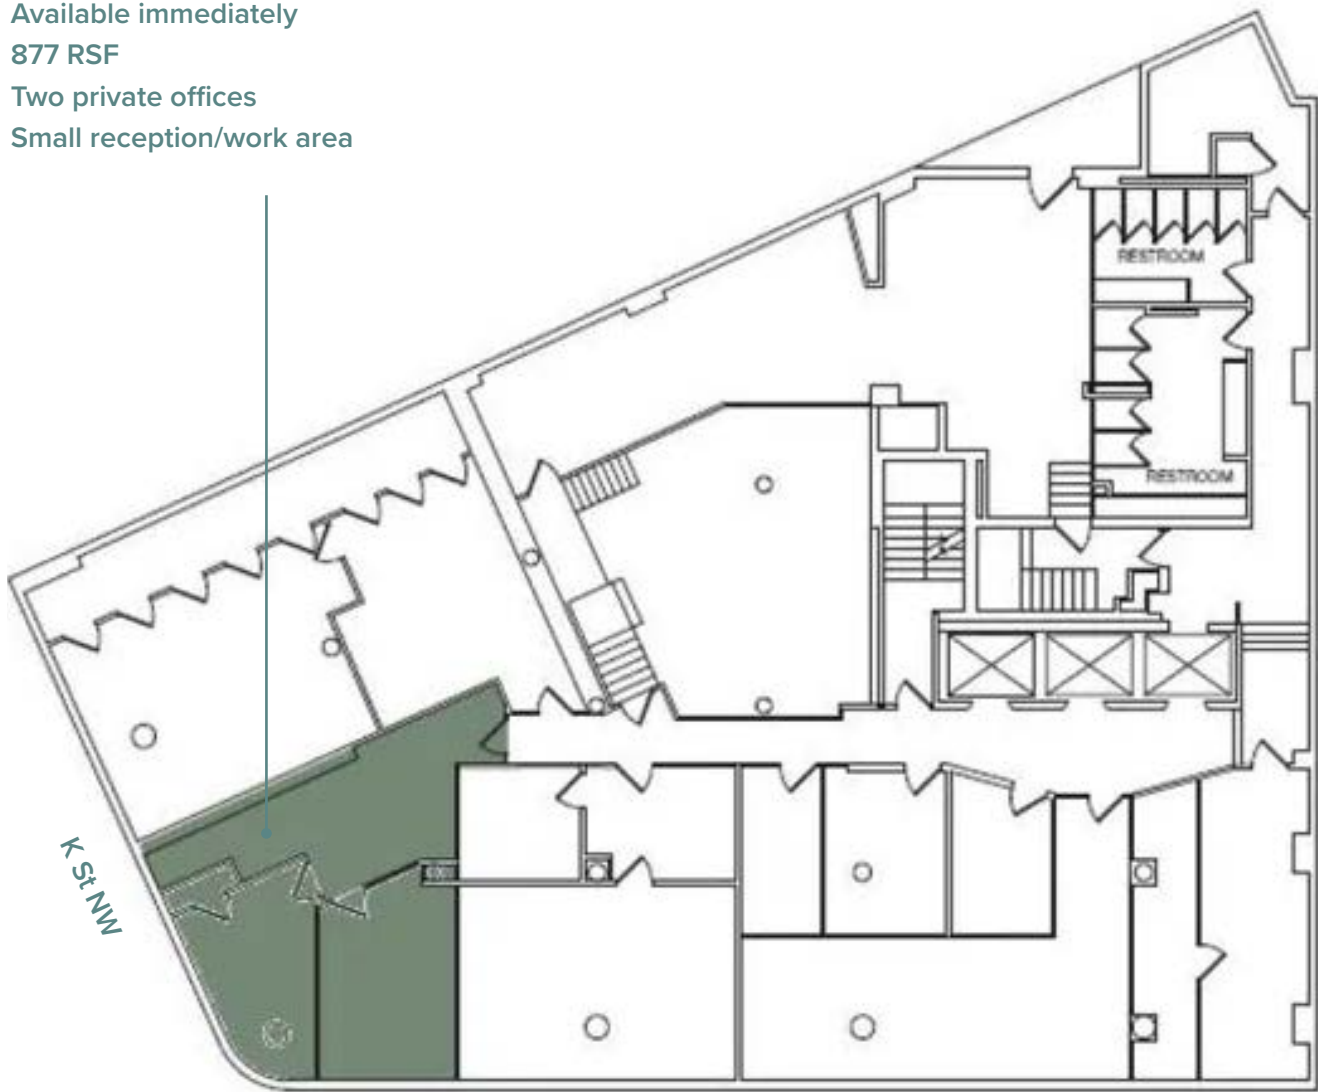 Available immediately
877 RSF
Two private offices
Small reception/work area
RESTROOM
RESTROOM
K St NW